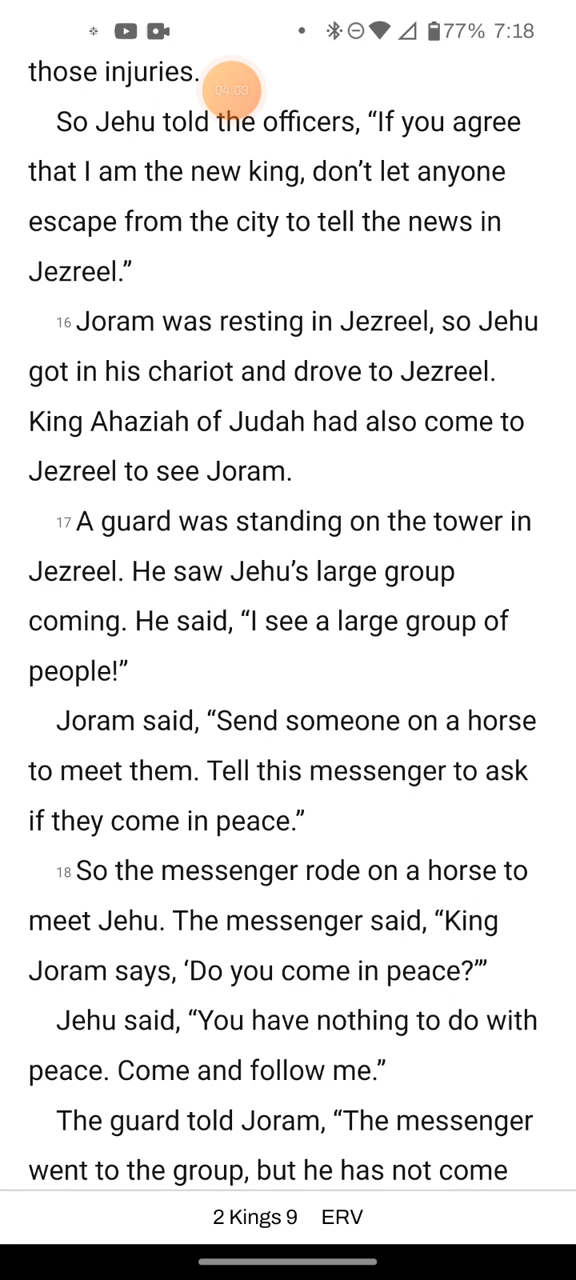 77% 7:18
those injuries.
04:03
So Jehu told the officers, “If you agree
that I am the new king, don’t let anyone
escape from the city to tell the news in
Jezreel.”
16 Joram was resting in Jezreel, so Jehu
got in his chariot and drove to Jezreel.
King Ahaziah of Judah had also come to
Jezreel to see Joram.
17 A guard was standing on the tower in
Jezreel. He saw Jehu’s large group
coming. He said, “I see a large group of
people!”
Joram said, “Send someone on a horse
to meet them. Tell this messenger to ask
if they come in peace.”
18 So the messenger rode on a horse to
meet Jehu. The messenger said, “King
Joram says, ‘Do you come in peace?’”
Jehu said, “You have nothing to do with
peace. Come and follow me.”
The guard told Joram, “The messenger
went to the group, but he has not come
2 Kings 9 ERV